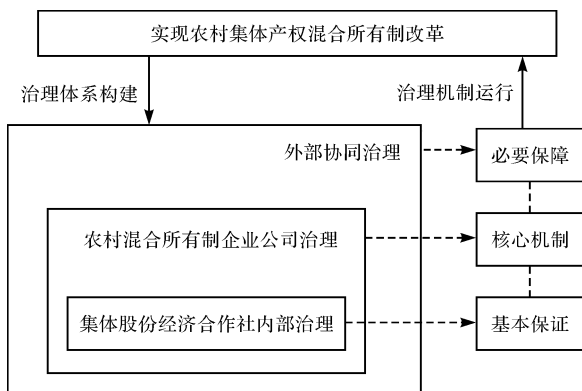 实现农村集体产权混合所有制改革
治理体系构建
治理机制运行
外部协同治理
必要保障
农村混合所有制企业公司治理
核心机制
集体股份经济合作社内部治理
基本保证